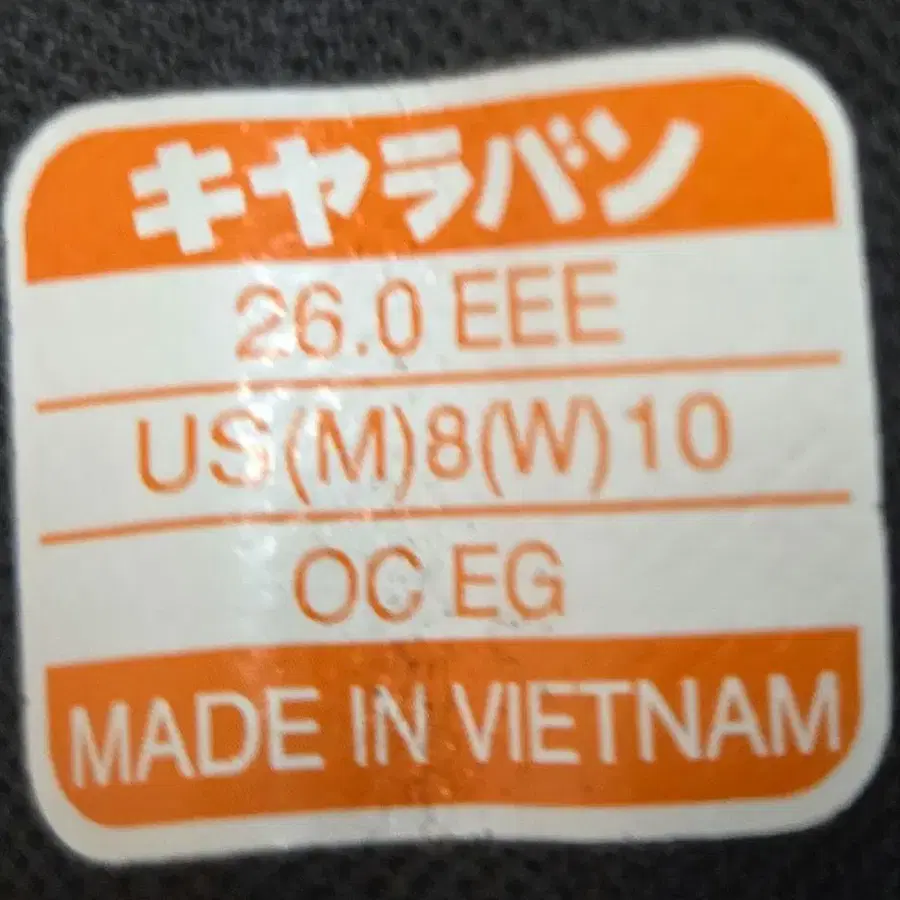 キャラバン
26.0 EEE
US(M)8(W)10
OC EG
MADE IN VIETNAM